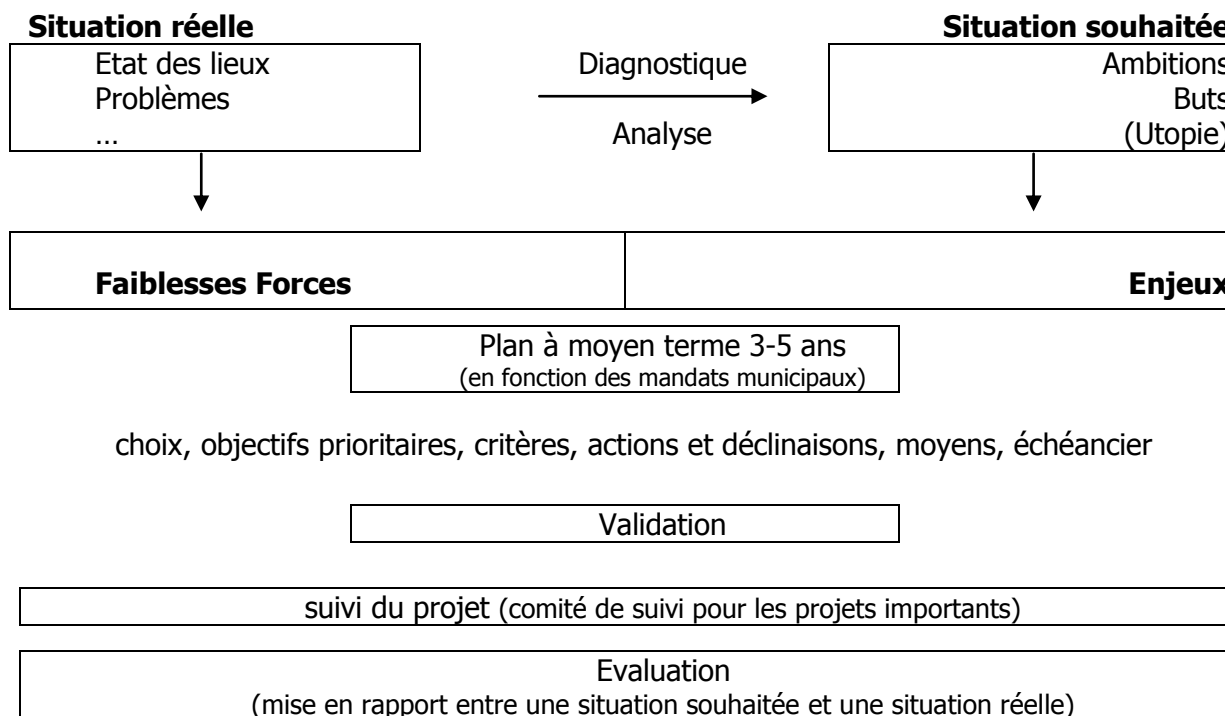 Situation réelle
Situation souhaitée
Etat des lieux
Problèmes
…
Diagnostique
Analyse
Ambitions
Buts
(Utopie)
Faiblesses Forces
Enjeux
Plan à moyen terme 3-5 ans
(en fonction des mandats municipaux)
choix, objectifs prioritaires, critères, actions et déclinaisons, moyens, échéancier
Validation
suivi du projet (comité de suivi pour les projets importants)
Evaluation
(mise en rapport entre une situation souhaitée et une situation réelle)